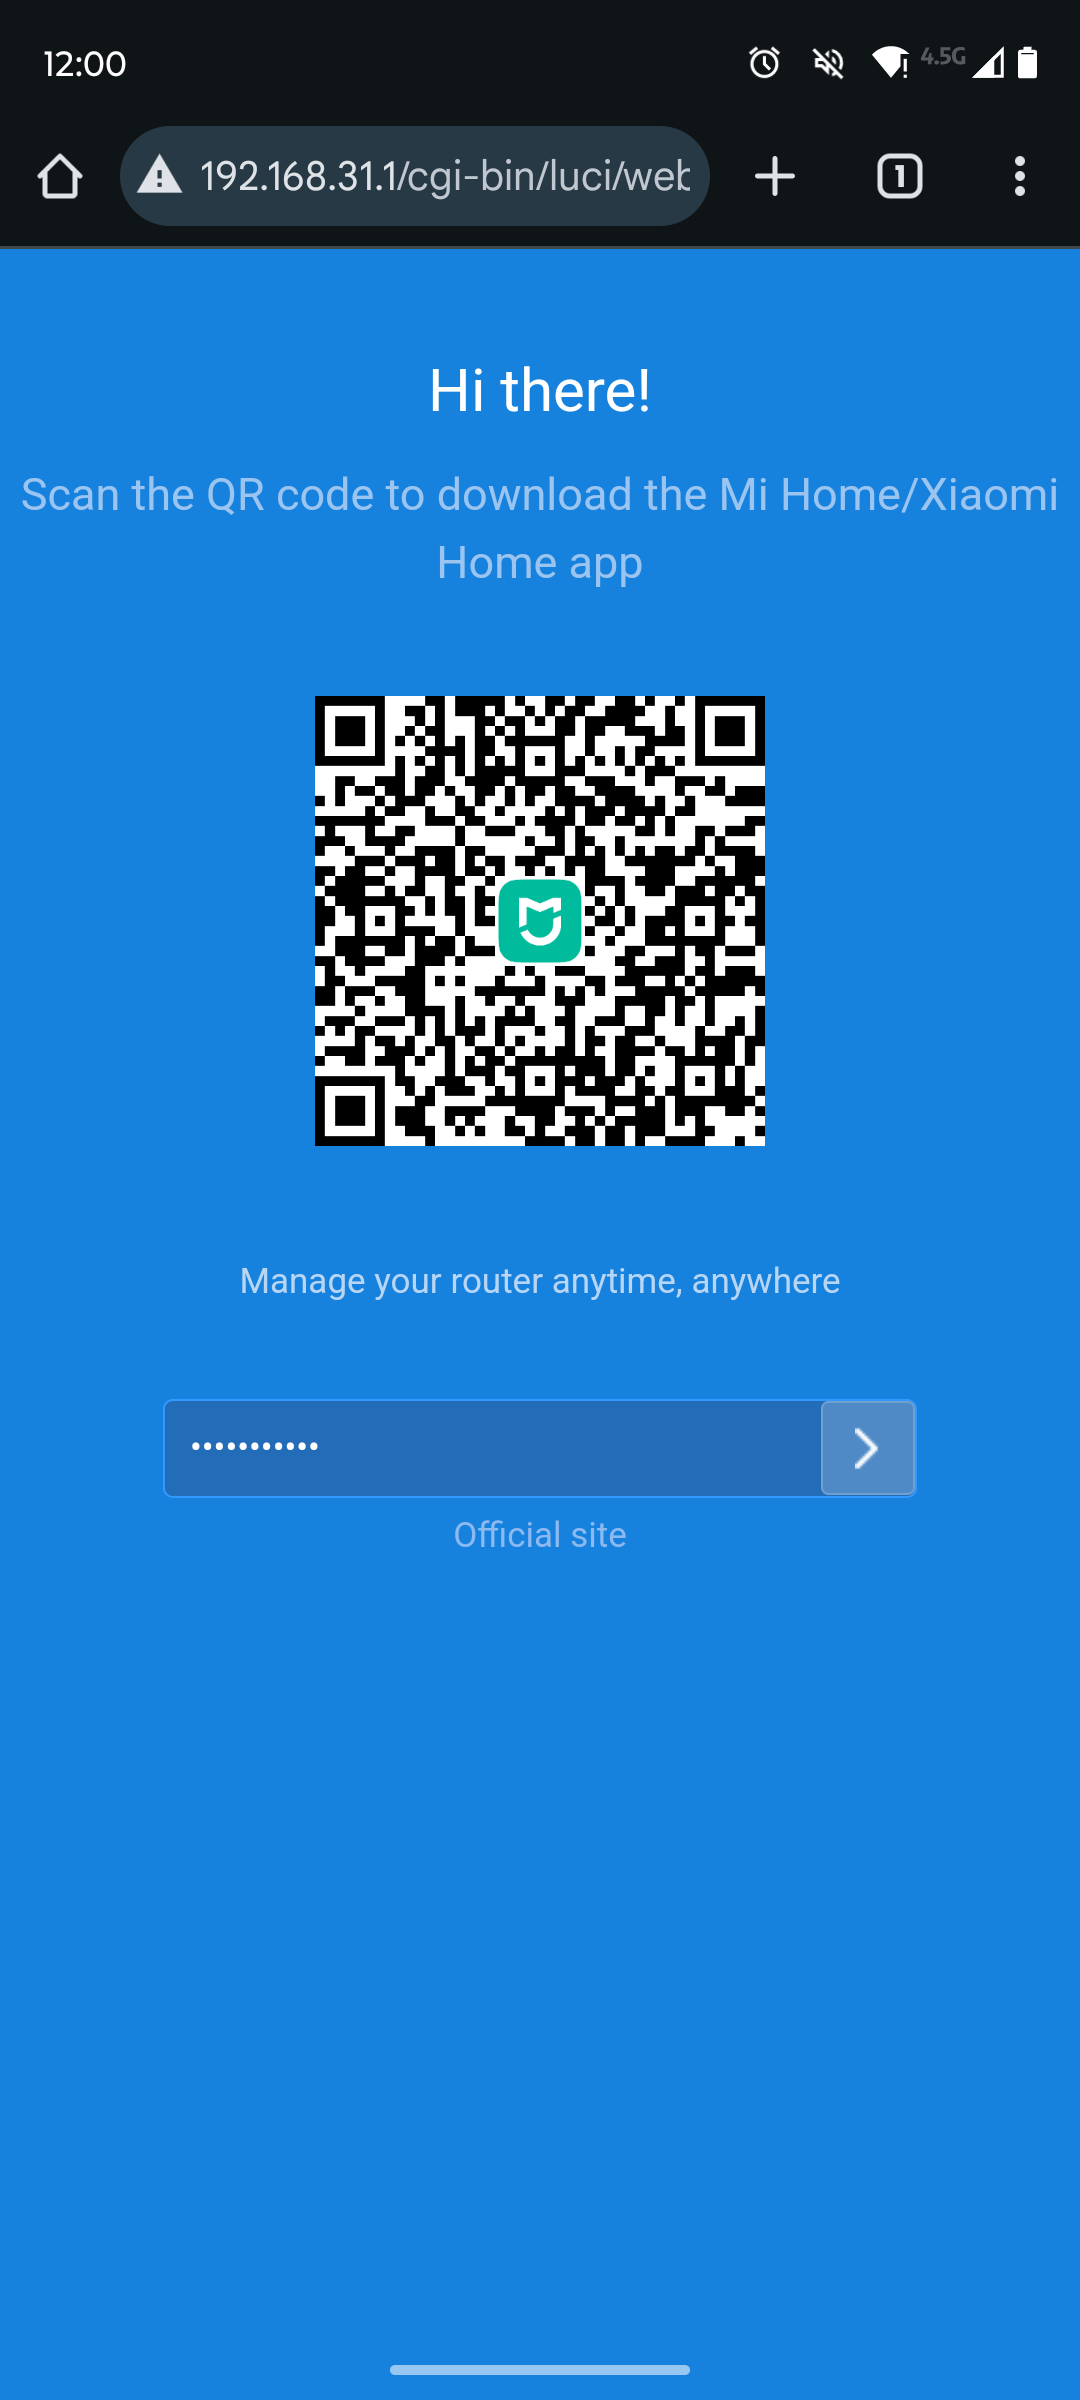 12:00
4.5G
192.168.31.1/cgi-bin/luci/web
1
Hi there!
Scan the QR code to download the Mi Home/Xiaomi
Home app
Manage your router anytime, anywhere
•••••••••••
Official site